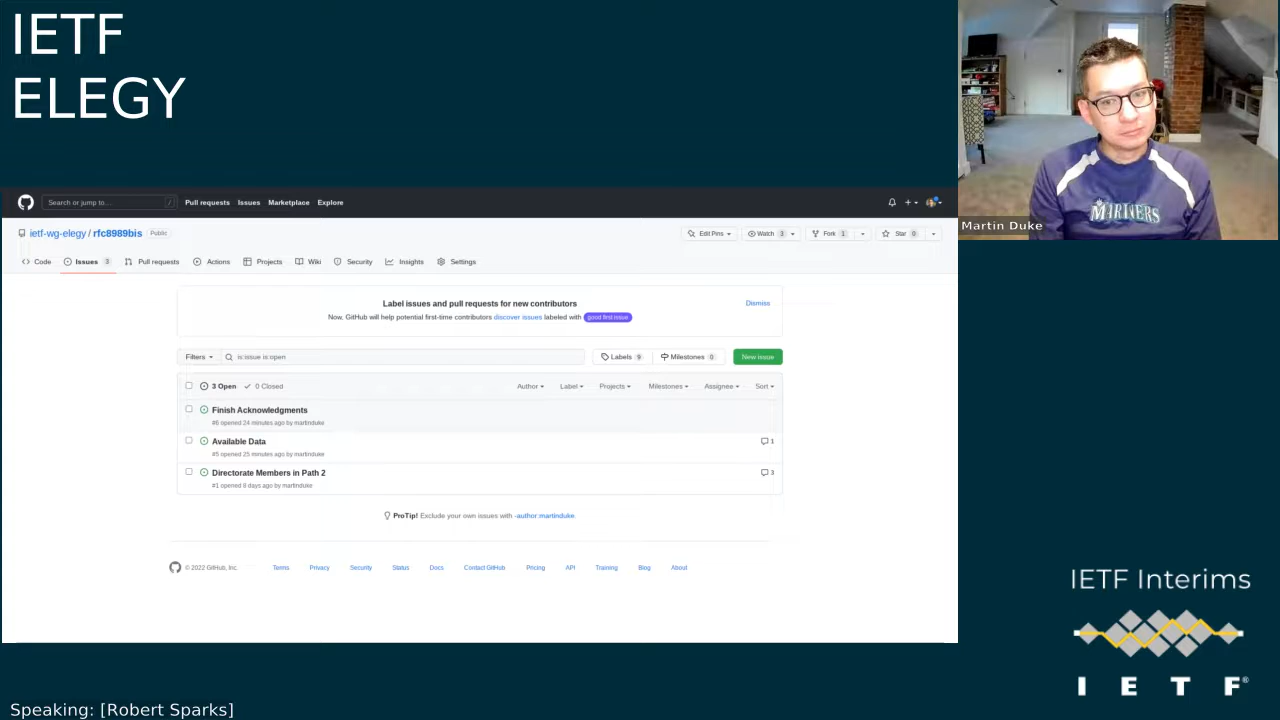 IETF
ELEGY
Search or jump to... /
Pull requests Issues Marketplace Explore
ietf-wg-elegy / rfc8989bis Public
Edit Pins Watch 3 Fork 1 Star 0
Code Issues 3 Pull requests Actions Projects Wiki Security Insights Settings
Label issues and pull requests for new contributors
Dismiss
Now, GitHub will help potential first-time contributors discover issues labeled with good first issue
Filters is:issue is:open
Labels 9 Milestones 0 New issue
3 Open 0 Closed
Author Label Projects Milestones Assignee Sort
Finish Acknowledgments
#6 opened 24 minutes ago by martinduke
Available Data
1
#5 opened 25 minutes ago by martinduke
Directorate Members in Path 2
3
#1 opened 8 days ago by martinduke
ProTip! Exclude your own issues with -author:martinduke.
© 2022 GitHub, Inc. Terms Privacy Security Status Docs Contact GitHub Pricing API Training Blog About
MARINERS
Martin Duke
IETF Interims
I E T F®
Speaking: [Robert Sparks]